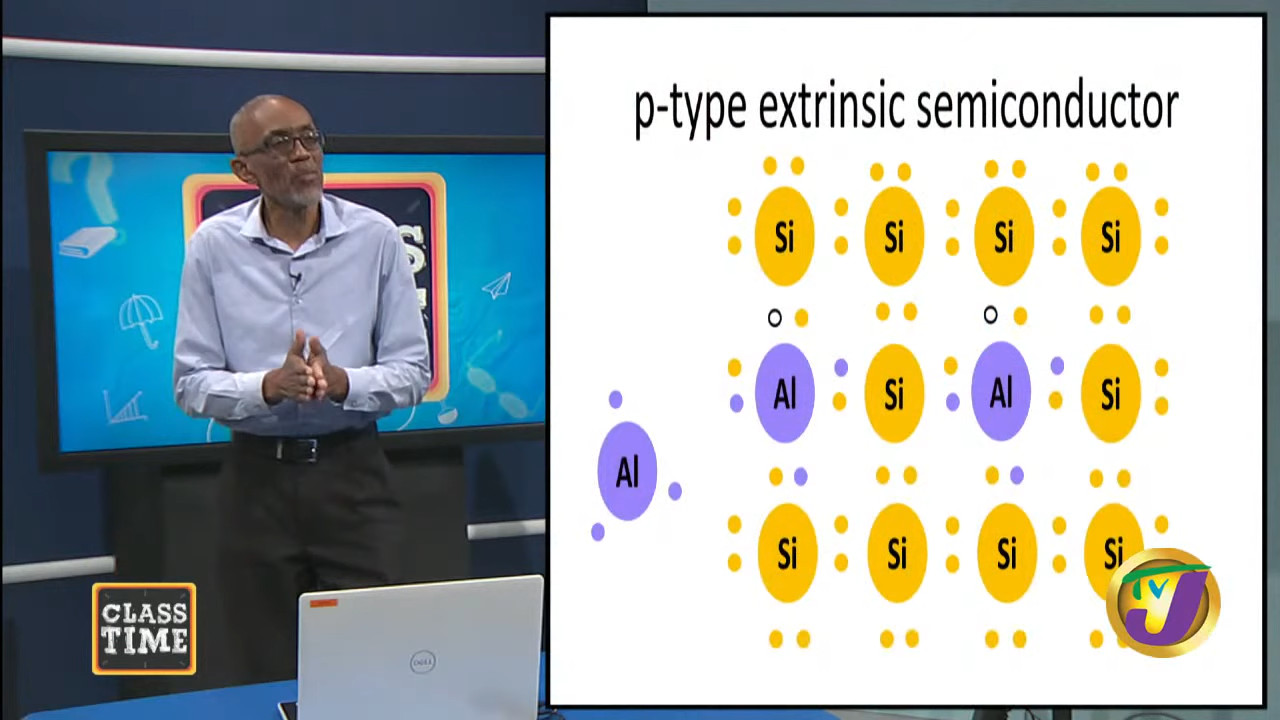 p-type extrinsic semiconductor
Si Si Si Si
Al Si Al Si
Al
Si Si Si Si
CLASS
TIME
DELL
TVJ